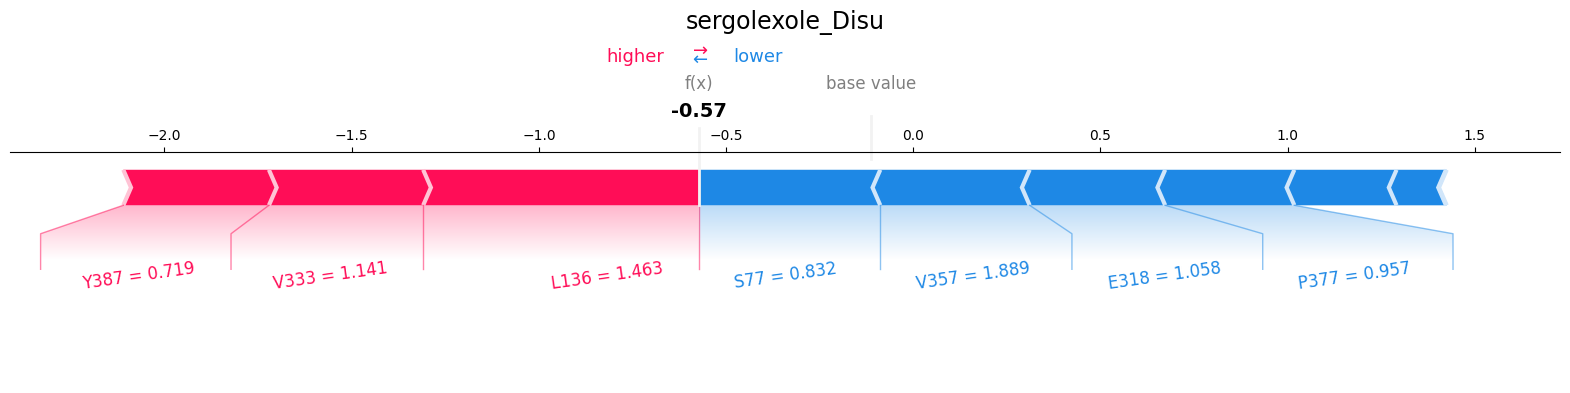 sergolexole_Disu
higher ⇄ lower
f(x) base value
-0.57
−2.0 −1.5 −1.0 −0.5 0.0 0.5 1.0 1.5
Y387 = 0.719 V333 = 1.141 L136 = 1.463 S77 = 0.832 V357 = 1.889 E318 = 1.058 P377 = 0.957